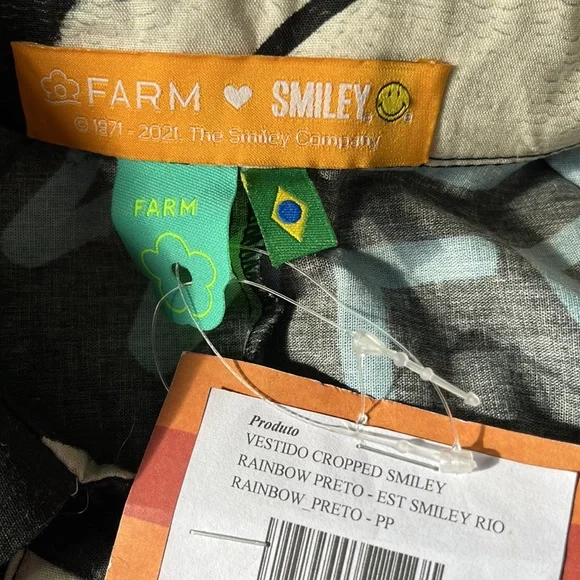 FARM SMILEY
© 1971 - 2021. The Smiley Company
FARM
Produto
VESTIDO CROPPED SMILEY
RAINBOW PRETO - EST SMILEY RIO
RAINBOW_PRETO - PP